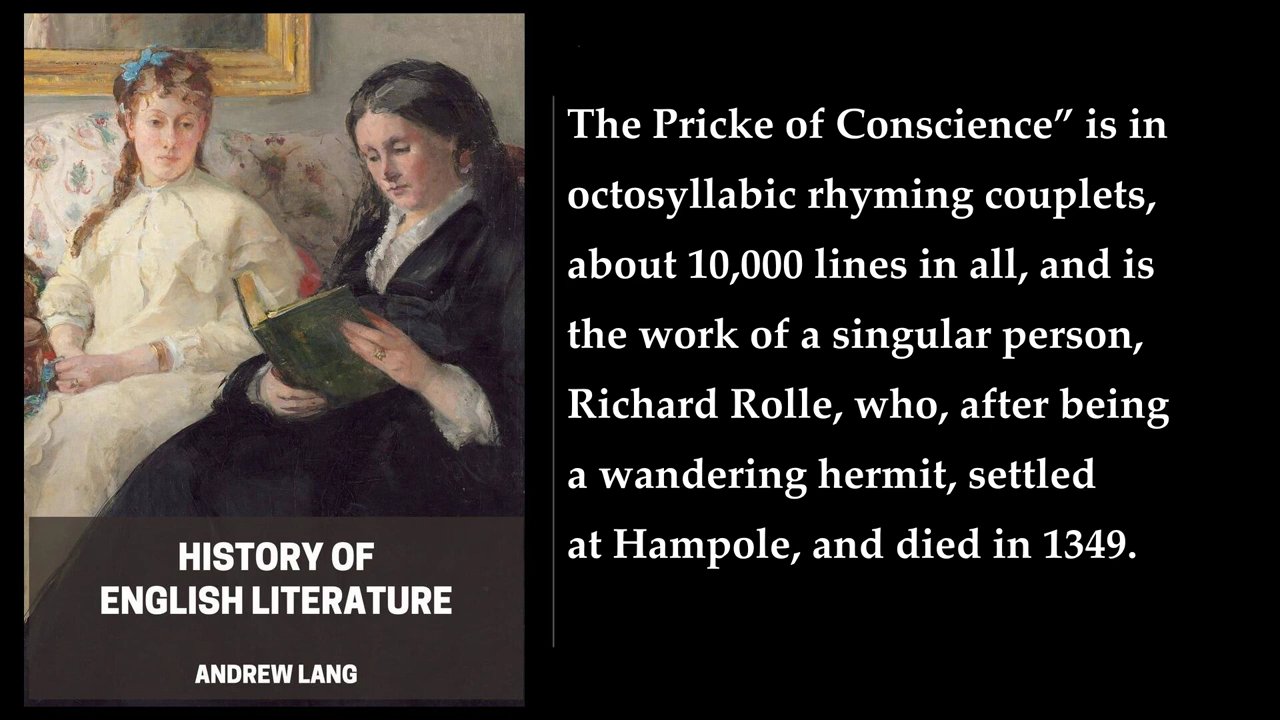 HISTORY OF
ENGLISH LITERATURE
ANDREW LANG
The Pricke of Conscience” is in
octosyllabic rhyming couplets,
about 10,000 lines in all, and is
the work of a singular person,
Richard Rolle, who, after being
a wandering hermit, settled
at Hampole, and died in 1349.